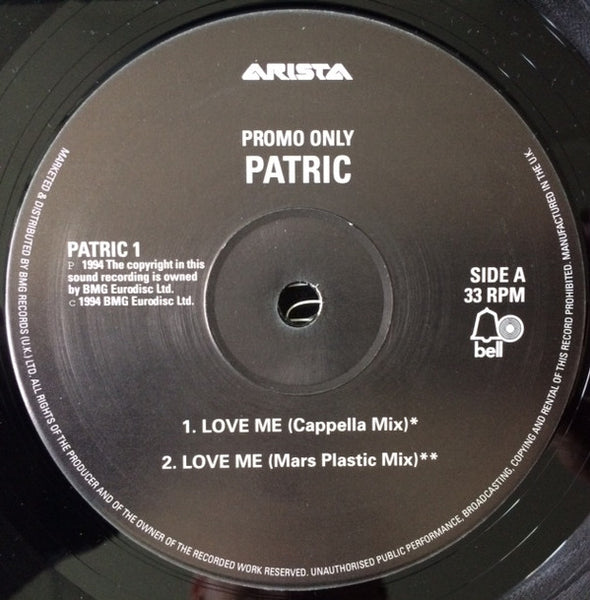 ARISTA
PROMO ONLY
PATRIC
PATRIC 1
P 1994 The copyright in this
sound recording is owned
by BMG Eurodisc Ltd.
C 1994 BMG Eurodisc Ltd.
SIDE A
33 RPM
bell
1. LOVE ME (Cappella Mix)*
2. LOVE ME (Mars Plastic Mix)**
MARKETED & DISTRIBUTED BY BMG RECORDS (U.K.) LTD. ALL RIGHTS OF THE PRODUCER AND OF THE OWNER OF THE RECORDED WORK RESERVED. UNAUTHORISED PUBLIC PERFORMANCE, BROADCASTING, COPYING AND RENTAL OF THIS RECORD PROHIBITED. MANUFACTURED IN THE U.K.